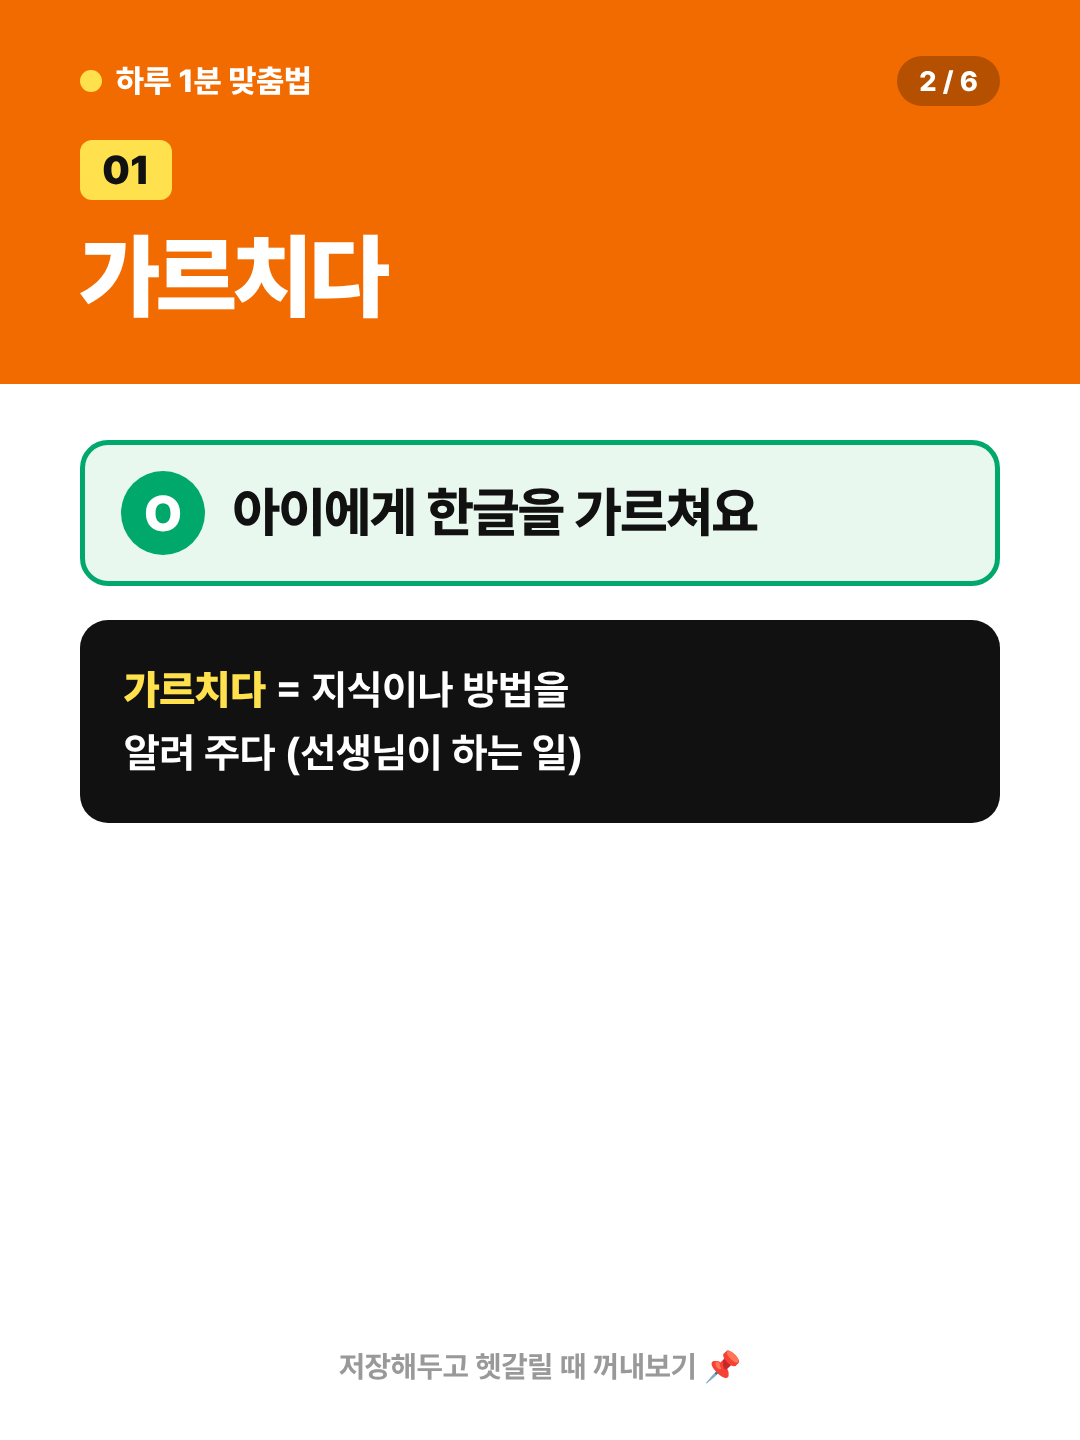 하루 1분 맞춤법
2 / 6
01
가르치다
O 아이에게 한글을 가르쳐요
가르치다 = 지식이나 방법을
알려 주다 (선생님이 하는 일)
저장해두고 헷갈릴 때 꺼내보기 📌